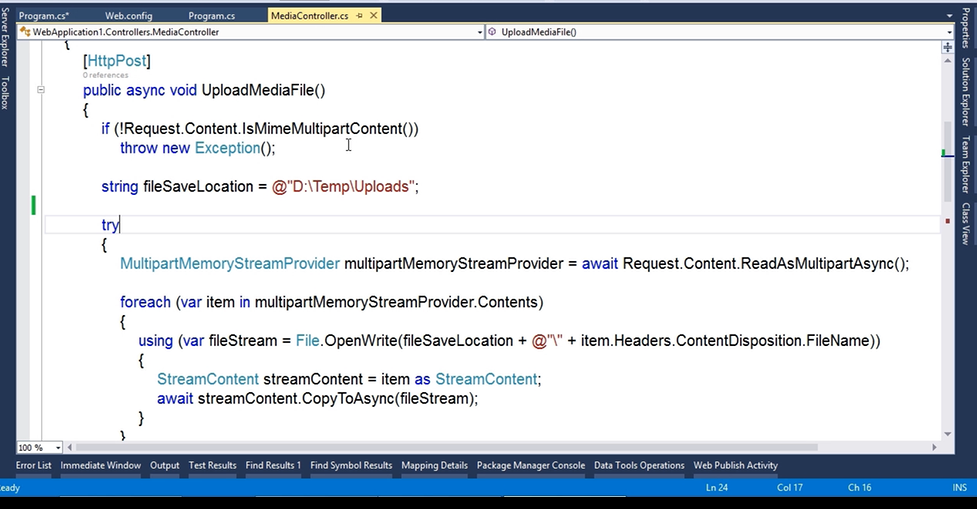 Program.cs*
Web.config
Program.cs
MediaController.cs
WebApplication1.Controllers.MediaController
UploadMediaFile()
Server Explorer
Toolbox
Properties
Solution Explorer
Team Explorer
Class View
{
[HttpPost]
0 references
public async void UploadMediaFile()
{
if (!Request.Content.IsMimeMultipartContent())
throw new Exception();
string fileSaveLocation = @"D:\Temp\Uploads";
try
{
MultipartMemoryStreamProvider multipartMemoryStreamProvider = await Request.Content.ReadAsMultipartAsync();
foreach (var item in multipartMemoryStreamProvider.Contents)
{
using (var fileStream = File.OpenWrite(fileSaveLocation + @"\" + item.Headers.ContentDisposition.FileName))
{
StreamContent streamContent = item as StreamContent;
await streamContent.CopyToAsync(fileStream);
}
}
100 %
Error List Immediate Window Output Test Results Find Results 1 Find Symbol Results Mapping Details Package Manager Console Data Tools Operations Web Publish Activity
eady Ln 24 Col 17 Ch 16 INS